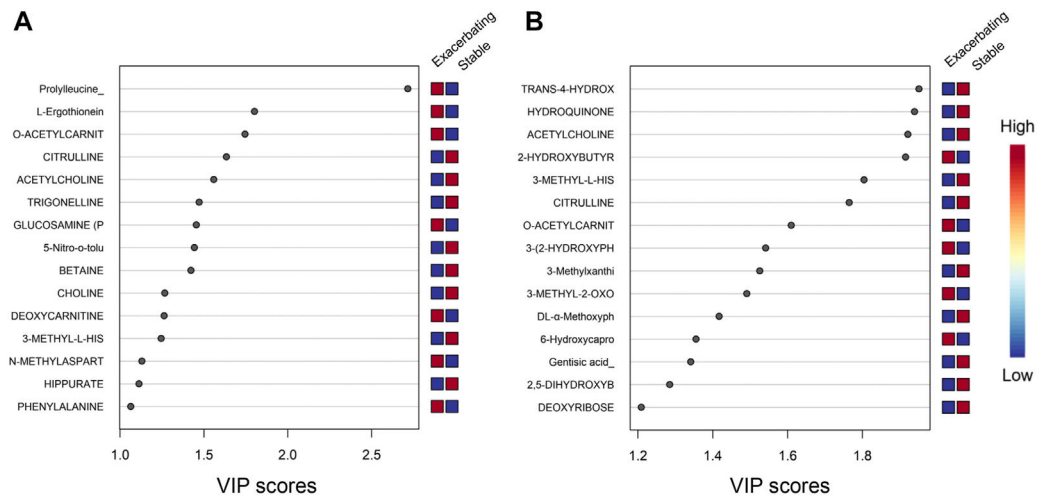 A
Exacerbating
Stable
Prolylleucine_
L-Ergothionein
O-ACETYLCARNIT
CITRULLINE
ACETYLCHOLINE
TRIGONELLINE
GLUCOSAMINE (P
5-Nitro-o-tolu
BETAINE
CHOLINE
DEOXYCARNITINE
3-METHYL-L-HIS
N-METHYLASPART
HIPPURATE
PHENYLALANINE
1.0 1.5 2.0 2.5
VIP scores
B
Exacerbating
Stable
TRANS-4-HYDROX
HYDROQUINONE
ACETYLCHOLINE
2-HYDROXYBUTYR
3-METHYL-L-HIS
CITRULLINE
O-ACETYLCARNIT
3-(2-HYDROXYPH
3-Methylxanthi
3-METHYL-2-OXO
DL-α-Methoxyph
6-Hydroxycapro
Gentisic acid_
2,5-DIHYDROXYB
DEOXYRIBOSE
1.2 1.4 1.6 1.8
VIP scores
High
Low